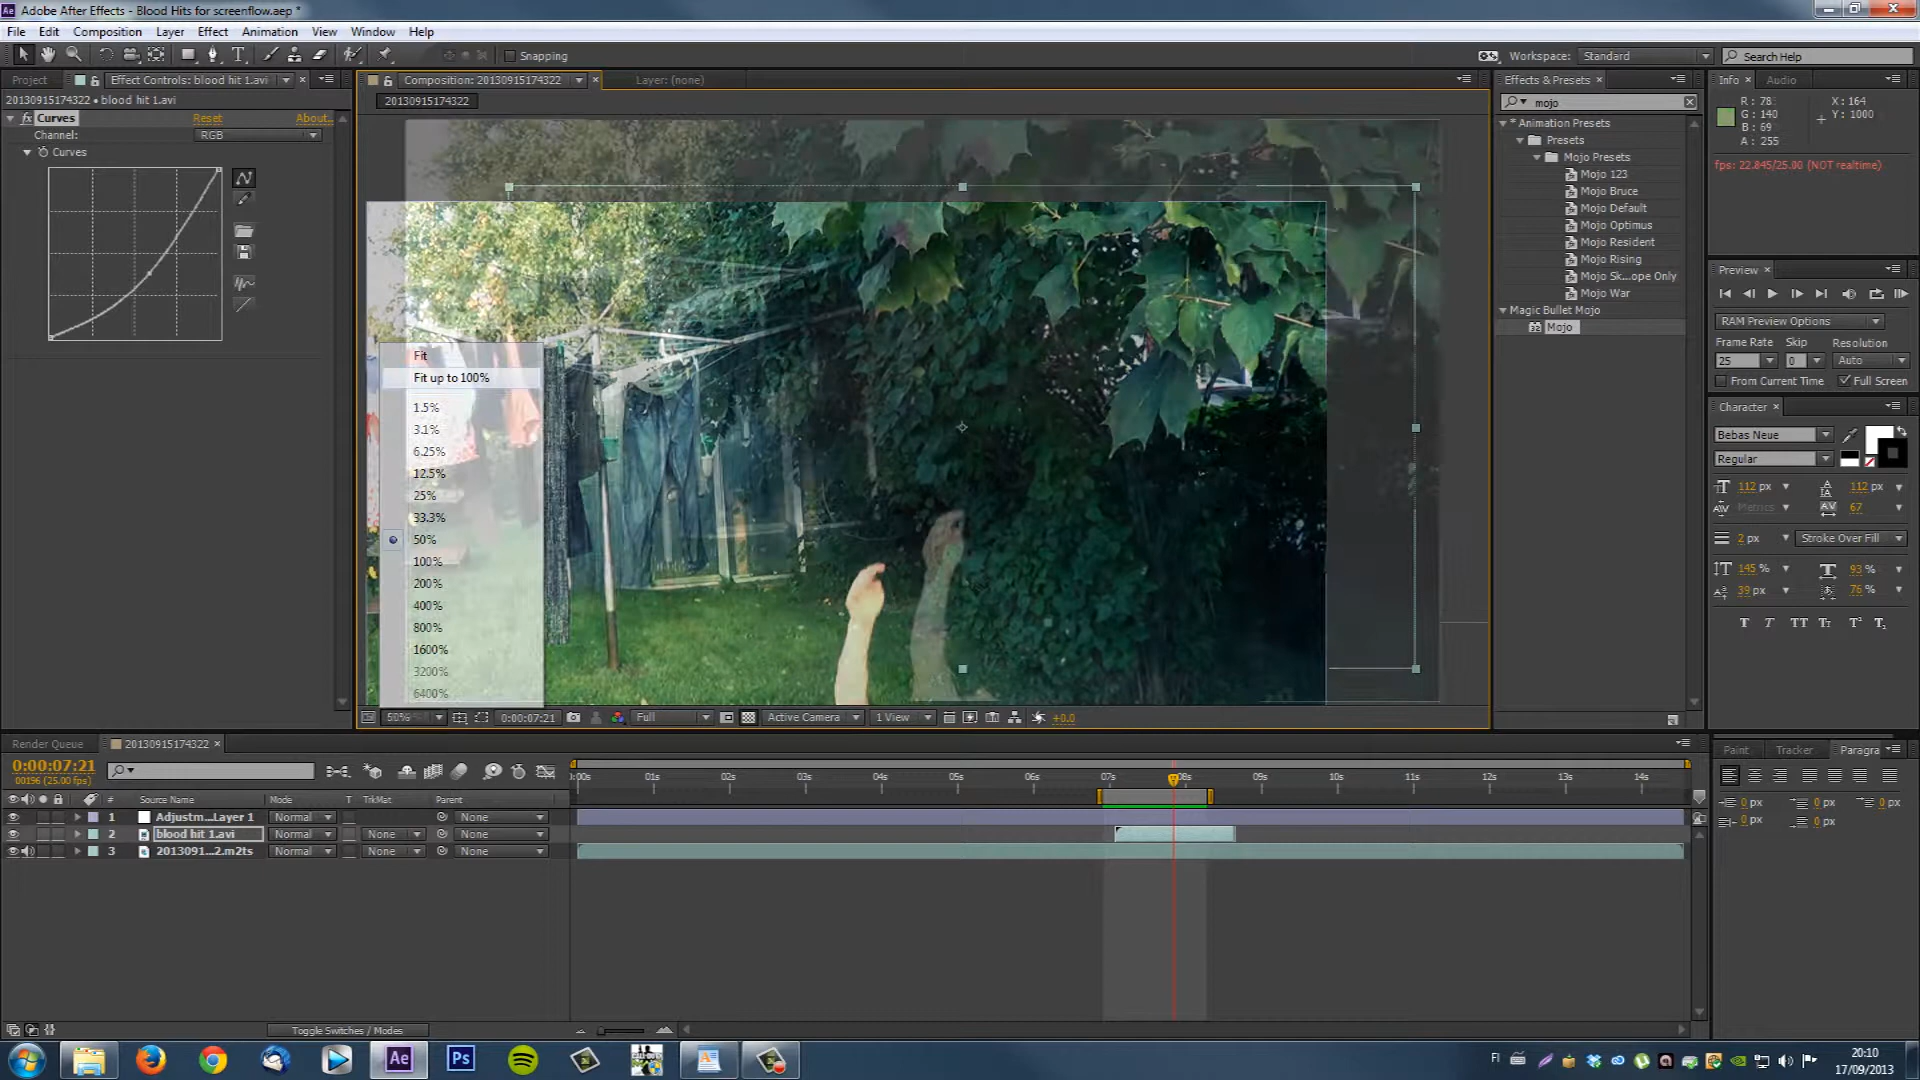 Adobe After Effects - Blood Hits for screenflow.aep *
File Edit Composition Layer Effect Animation View Window Help
Snapping
Workspace: Standard
Search Help
Project
Effect Controls: blood hit 1.avi
Composition: 20130915174322
Layer: (none)
Effects & Presets
Info
Audio
20130915174322 • blood hit 1.avi
20130915174322
mojo
R: 78
G: 140
B: 69
A: 255
X: 164
Y: 1000
fx Curves Reset About...
Channel: RGB
Curves
* Animation Presets
Presets
Mojo Presets
Mojo 123
Mojo Bruce
Mojo Default
Mojo Optimus
Mojo Resident
Mojo Rising
Mojo Sk...ope Only
Mojo War
Magic Bullet Mojo
Mojo
fps: 22.845/25.00 (NOT realtime)
Preview
RAM Preview Options
Frame Rate Skip Resolution
25 0 Auto
From Current Time Full Screen
Character
Bebas Neue
Regular
112 px 112 px
Metrics 67
2 px Stroke Over Fill
145 % 93 %
39 px 76 %
Fit
Fit up to 100%
1.5%
3.1%
6.25%
12.5%
25%
33.3%
50%
100%
200%
400%
800%
1600%
3200%
6400%
50% 0:00:07:21 Full Active Camera 1 View +0.0
Render Queue
20130915174322
Paint Tracker Paragra
0:00:07:21
00196 (25.00 fps)
:00s 01s 02s 03s 04s 05s 06s 07s 08s 09s 10s 11s 12s 13s 14s
# Source Name Mode T TrkMat Parent
1 Adjustm...Layer 1 Normal None
2 blood hit 1.avi Normal None None
3 2013091...2.m2ts Normal None None
0 px 0 px 0 px
0 px 0 px
Toggle Switches / Modes
Ae
Ps
FI
20:10
17/09/2013